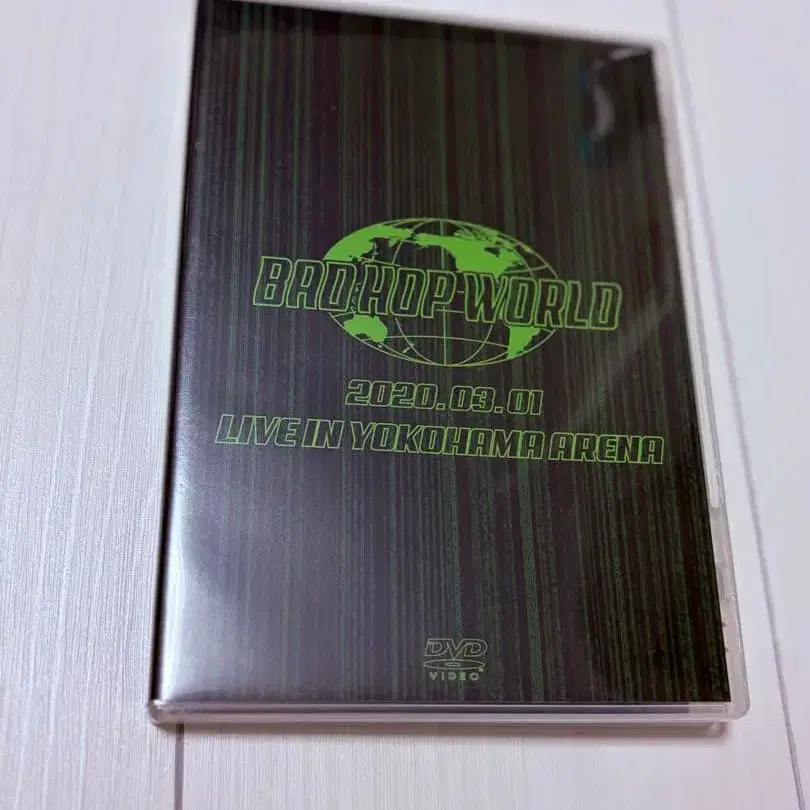 BAD HOP WORLD
2020.03.01
LIVE IN YOKOHAMA ARENA
DVD
VIDEO